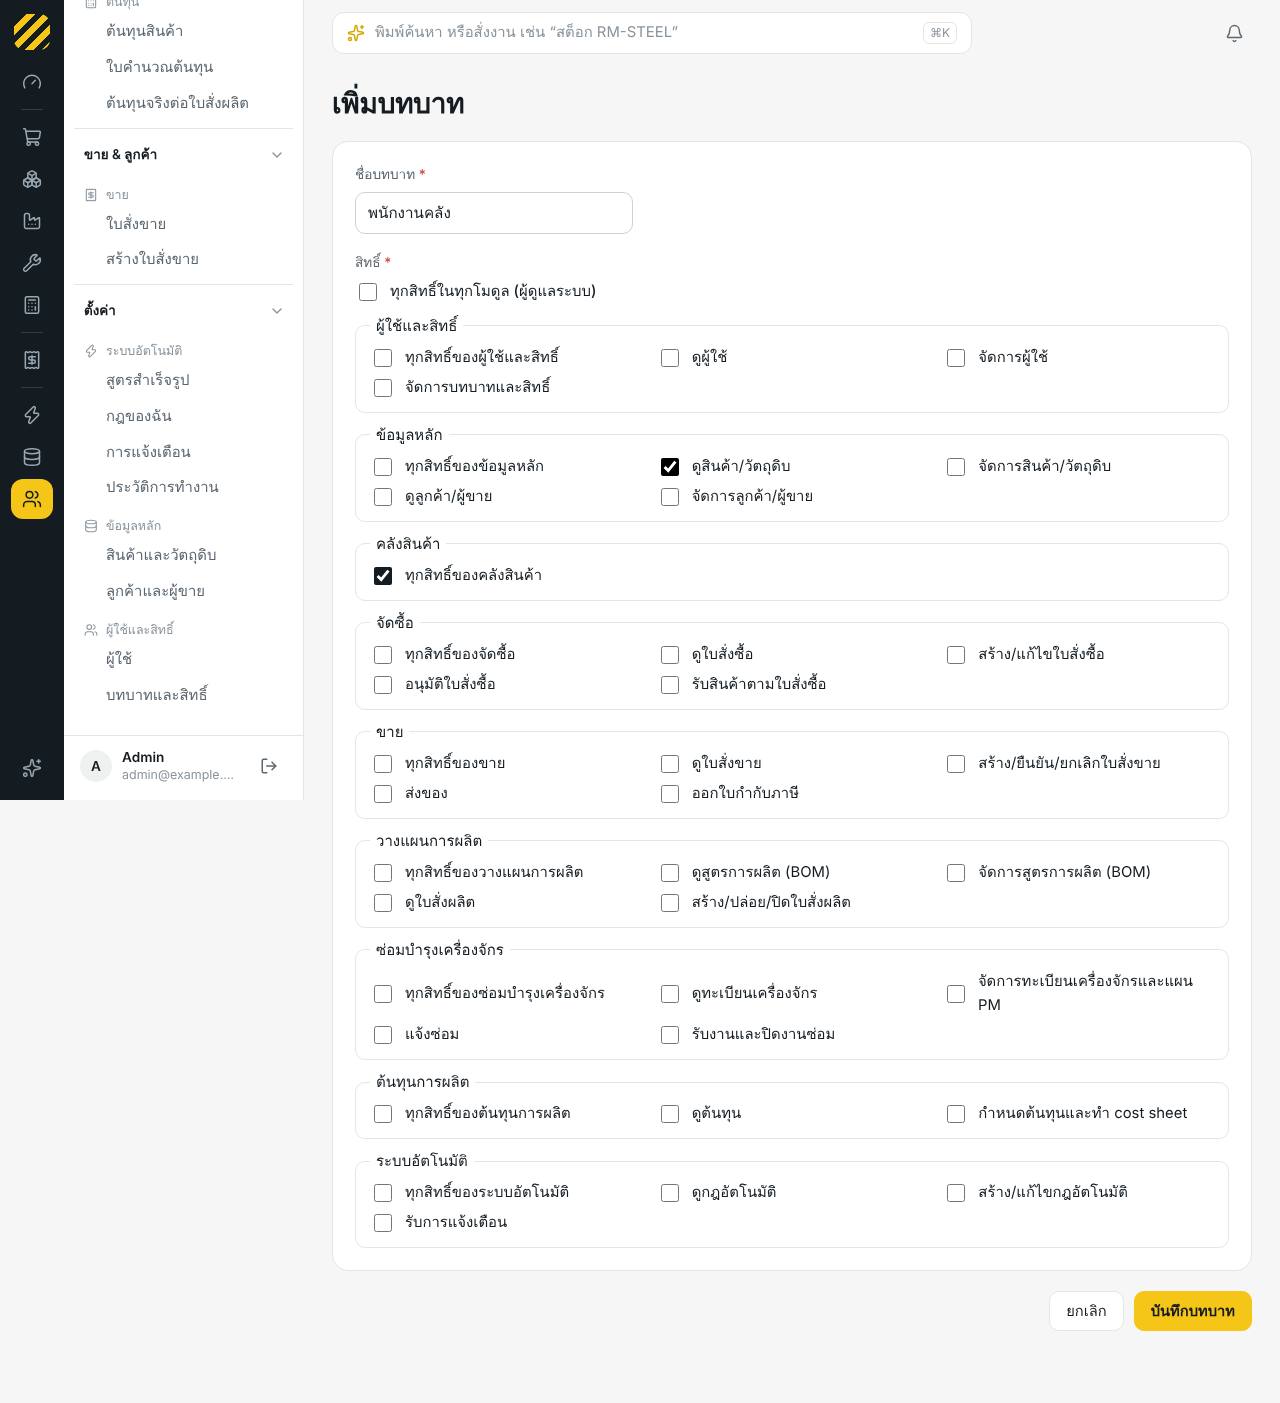 ต้นทุน
ต้นทุนสินค้า
ใบคำนวณต้นทุน
ต้นทุนจริงต่อใบสั่งผลิต
ขาย & ลูกค้า
ขาย
ใบสั่งขาย
สร้างใบสั่งขาย
ตั้งค่า
ระบบอัตโนมัติ
สูตรสำเร็จรูป
กฎของฉัน
การแจ้งเตือน
ประวัติการทำงาน
ข้อมูลหลัก
สินค้าและวัตถุดิบ
ลูกค้าและผู้ขาย
ผู้ใช้และสิทธิ์
ผู้ใช้
บทบาทและสิทธิ์
A
Admin
admin@example....
พิมพ์ค้นหา หรือสั่งงาน เช่น “สต็อก RM-STEEL”
⌘K
เพิ่มบทบาท
ชื่อบทบาท *
พนักงานคลัง
สิทธิ์ *
ทุกสิทธิ์ในทุกโมดูล (ผู้ดูแลระบบ)
ผู้ใช้และสิทธิ์
ทุกสิทธิ์ของผู้ใช้และสิทธิ์ ดูผู้ใช้ จัดการผู้ใช้
จัดการบทบาทและสิทธิ์
ข้อมูลหลัก
ทุกสิทธิ์ของข้อมูลหลัก ดูสินค้า/วัตถุดิบ จัดการสินค้า/วัตถุดิบ
ดูลูกค้า/ผู้ขาย จัดการลูกค้า/ผู้ขาย
คลังสินค้า
ทุกสิทธิ์ของคลังสินค้า
จัดซื้อ
ทุกสิทธิ์ของจัดซื้อ ดูใบสั่งซื้อ สร้าง/แก้ไขใบสั่งซื้อ
อนุมัติใบสั่งซื้อ รับสินค้าตามใบสั่งซื้อ
ขาย
ทุกสิทธิ์ของขาย ดูใบสั่งขาย สร้าง/ยืนยัน/ยกเลิกใบสั่งขาย
ส่งของ ออกใบกำกับภาษี
วางแผนการผลิต
ทุกสิทธิ์ของวางแผนการผลิต ดูสูตรการผลิต (BOM) จัดการสูตรการผลิต (BOM)
ดูใบสั่งผลิต สร้าง/ปล่อย/ปิดใบสั่งผลิต
ซ่อมบำรุงเครื่องจักร
ทุกสิทธิ์ของซ่อมบำรุงเครื่องจักร ดูทะเบียนเครื่องจักร จัดการทะเบียนเครื่องจักรและแผน
PM
แจ้งซ่อม รับงานและปิดงานซ่อม
ต้นทุนการผลิต
ทุกสิทธิ์ของต้นทุนการผลิต ดูต้นทุน กำหนดต้นทุนและทำ cost sheet
ระบบอัตโนมัติ
ทุกสิทธิ์ของระบบอัตโนมัติ ดูกฎอัตโนมัติ สร้าง/แก้ไขกฎอัตโนมัติ
รับการแจ้งเตือน
ยกเลิก บันทึกบทบาท